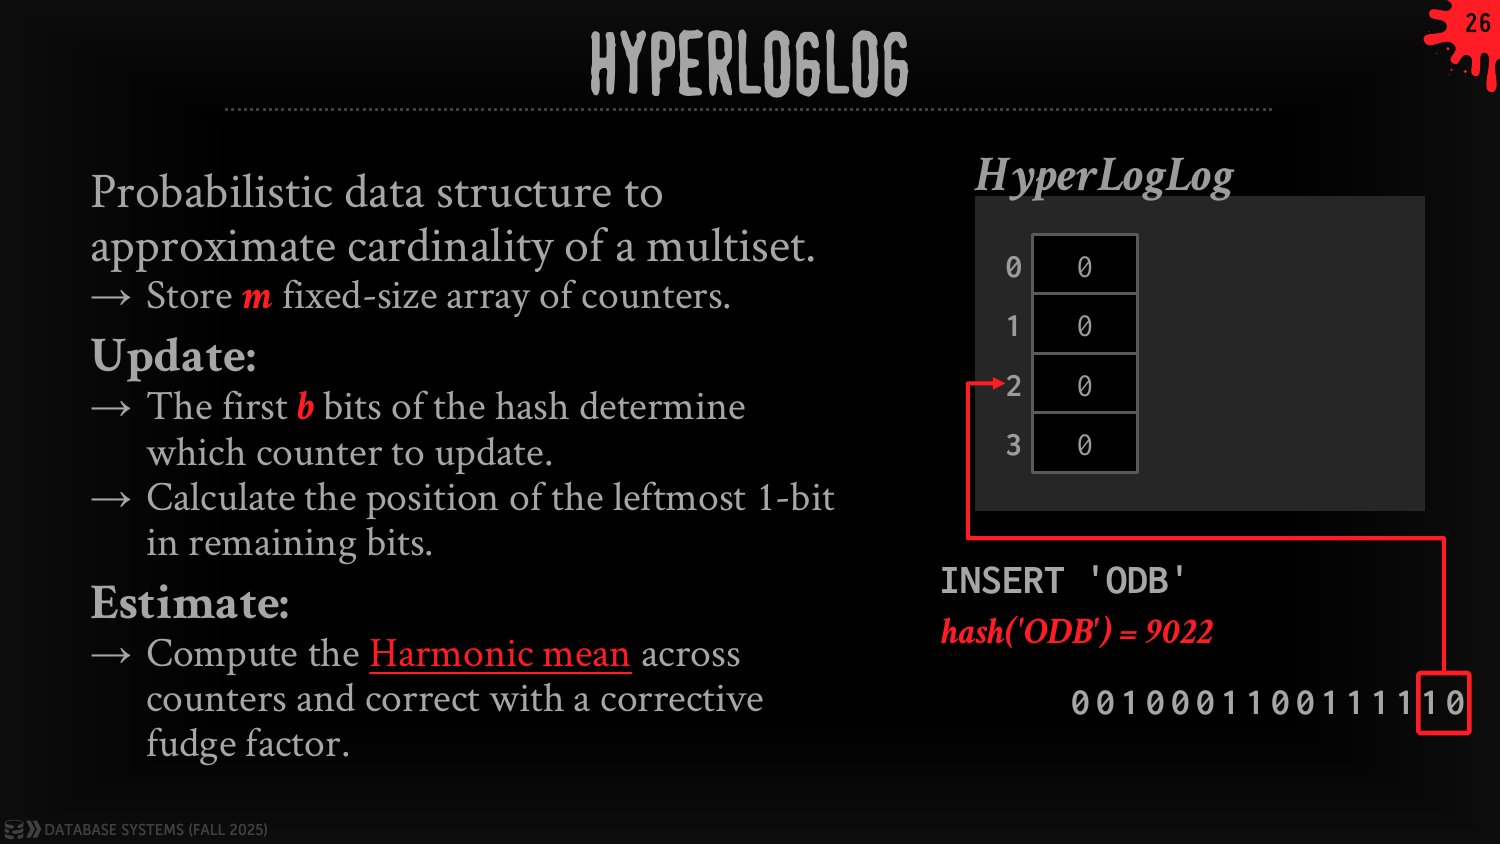 26
HYPERLOGLOG
Probabilistic data structure to
approximate cardinality of a multiset.
→ Store m fixed-size array of counters.
Update:
→ The first b bits of the hash determine
which counter to update.
→ Calculate the position of the leftmost 1-bit
in remaining bits.
Estimate:
→ Compute the Harmonic mean across
counters and correct with a corrective
fudge factor.
HyperLogLog
0 0
1 0
2 0
3 0
INSERT 'ODB'
hash('ODB') = 9022
0010001100111110
DATABASE SYSTEMS (FALL 2025)